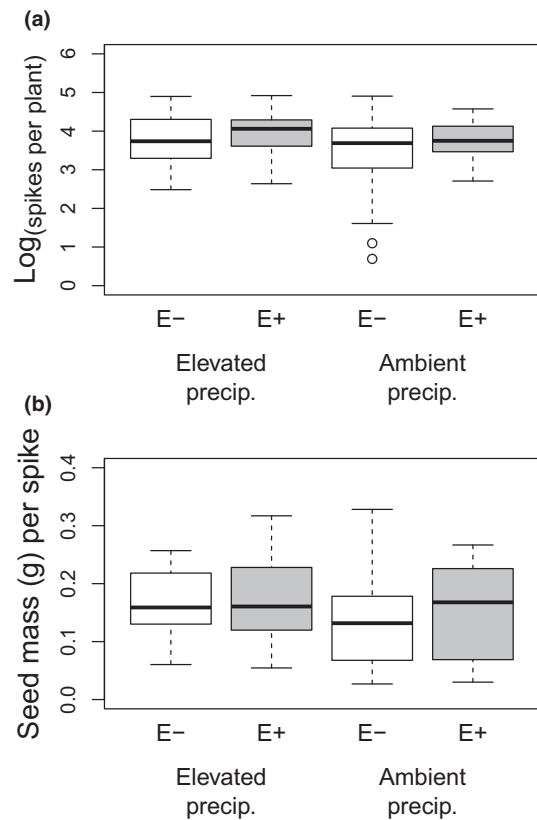 (a)
Log(spikes per plant)
6
5
4
3
2
1
0
E− E+ E− E+
Elevated precip. Ambient precip.
(b)
Seed mass (g) per spike
0.4
0.3
0.2
0.1
0.0
E− E+ E− E+
Elevated precip. Ambient precip.